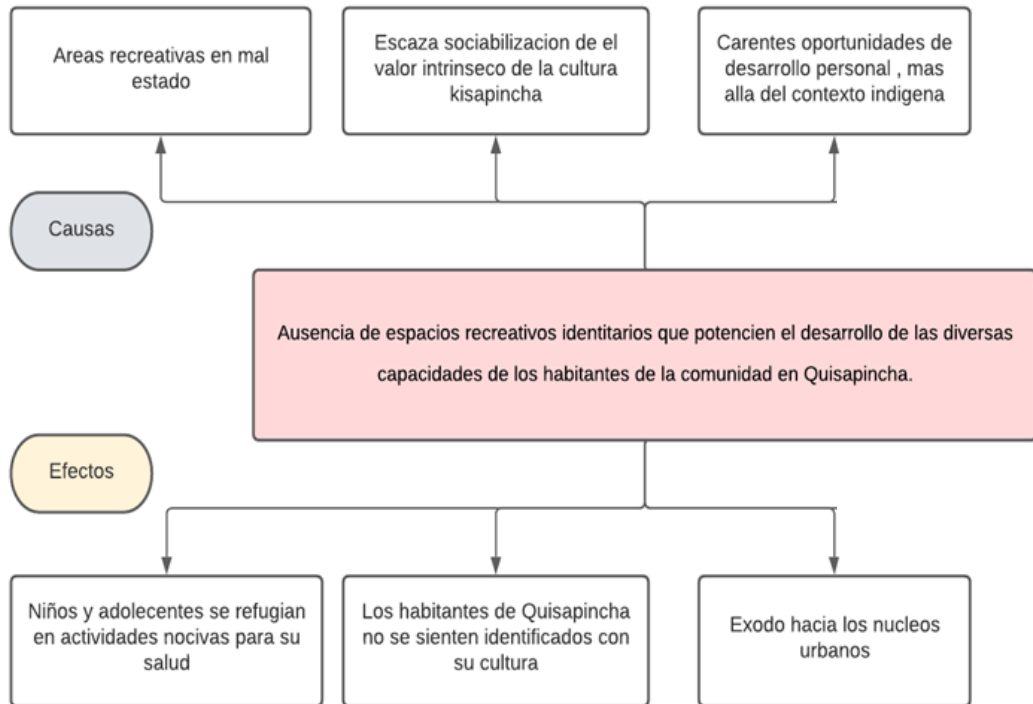 Areas recreativas en mal
estado
Escaza sociabilizacion de el
valor intrinseco de la cultura
kisapincha
Carentes oportunidades de
desarrollo personal , mas
alla del contexto indigena
Causas
Ausencia de espacios recreativos identitarios que potencien el desarrollo de las diversas
capacidades de los habitantes de la comunidad en Quisapincha.
Efectos
Niños y adolecentes se refugian
en actividades nocivas para su
salud
Los habitantes de Quisapincha
no se sienten identificados con
su cultura
Exodo hacia los nucleos
urbanos